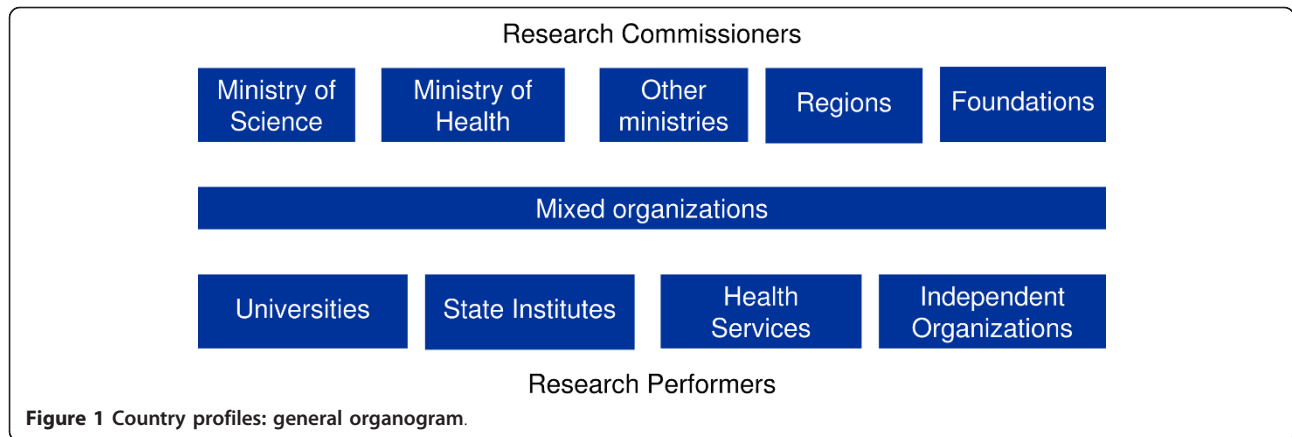 Research Commissioners
Ministry of
Science
Ministry of
Health
Other
ministries
Regions
Foundations
Mixed organizations
Universities
State Institutes
Health
Services
Independent
Organizations
Research Performers
Figure 1 Country profiles: general organogram.